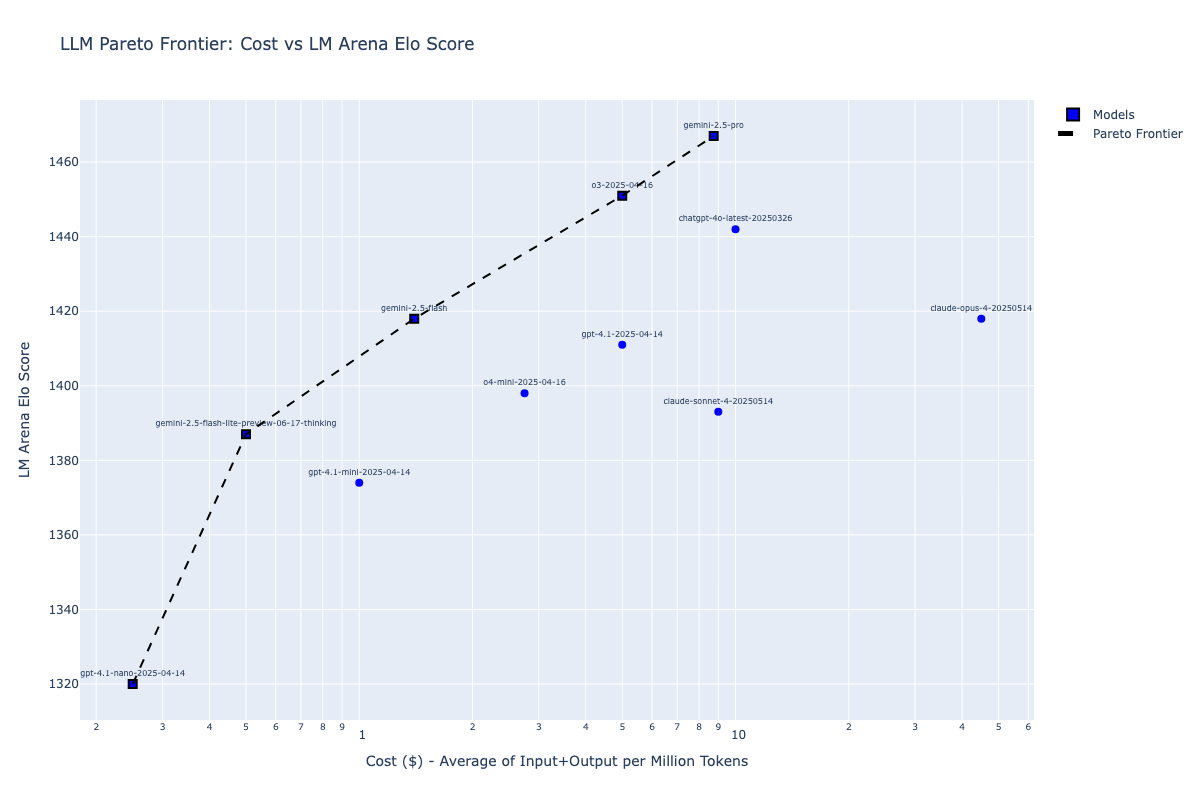 LLM Pareto Frontier: Cost vs LM Arena Elo Score
Models
Pareto Frontier
gemini-2.5-pro
1460
o3-2025-04-16
chatgpt-4o-latest-20250326
1440
1420
gemini-2.5-flash
claude-opus-4-20250514
gpt-4.1-2025-04-14
1400
o4-mini-2025-04-16
claude-sonnet-4-20250514
gemini-2.5-flash-lite-preview-06-17-thinking
1380
gpt-4.1-mini-2025-04-14
1360
1340
gpt-4.1-nano-2025-04-14
1320
LM Arena Elo Score
2 3 4 5 6 7 8 9 1 2 3 4 5 6 7 8 9 10 2 3 4 5 6
Cost ($) - Average of Input+Output per Million Tokens